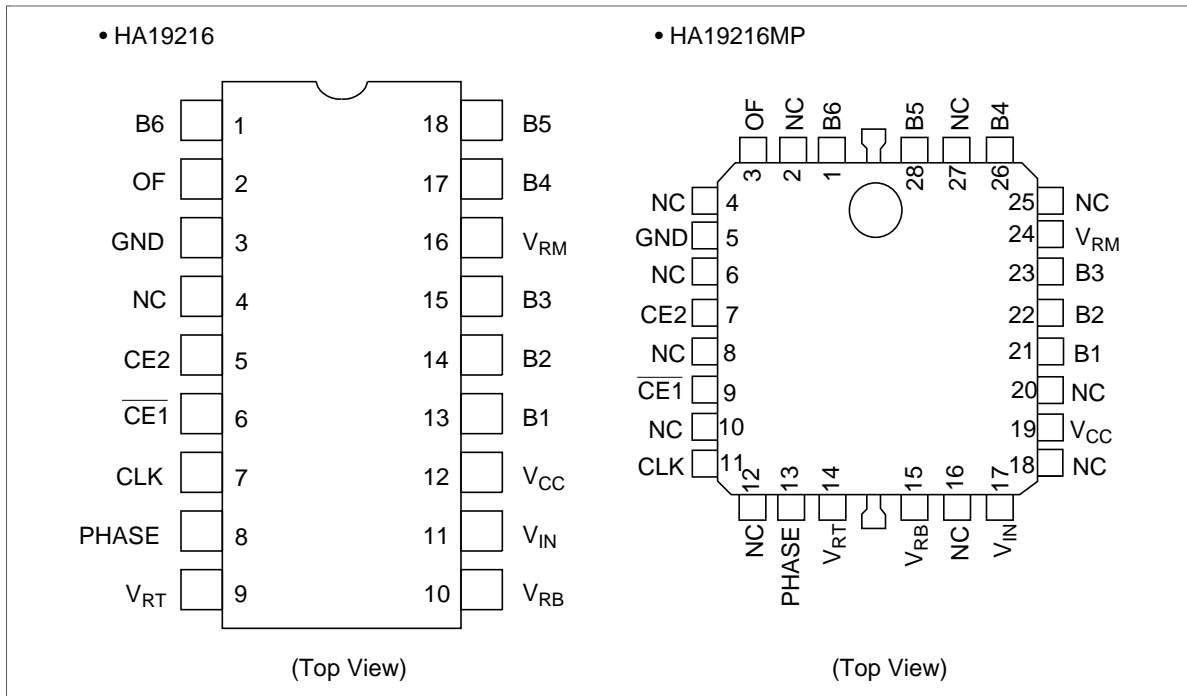 • HA19216
B6 1
OF 2
GND 3
NC 4
CE2 5
CE1 6
CLK 7
PHASE 8
VRT 9
18 B5
17 B4
16 VRM
15 B3
14 B2
13 B1
12 VCC
11 VIN
10 VRB
(Top View)
• HA19216MP
OF 3
NC 2
B6 1
B5 28
NC 27
B4 26
NC 4
GND 5
NC 6
CE2 7
NC 8
CE1 9
NC 10
CLK 11
25 NC
24 VRM
23 B3
22 B2
21 B1
20 NC
19 VCC
18 NC
12 NC
13 PHASE
14 VRT
15 VRB
16 NC
17 VIN
(Top View)